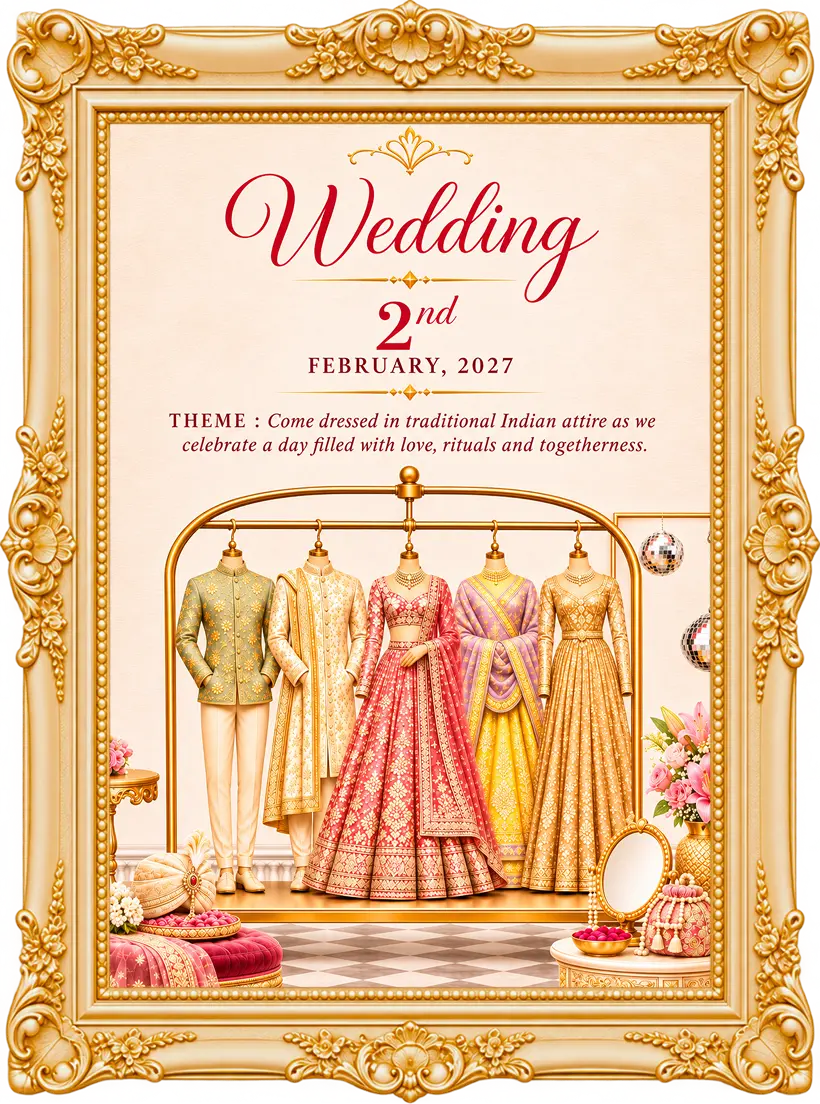 Wedding
2nd
FEBRUARY, 2027
THEME : Come dressed in traditional Indian attire as we
celebrate a day filled with love, rituals and togetherness.